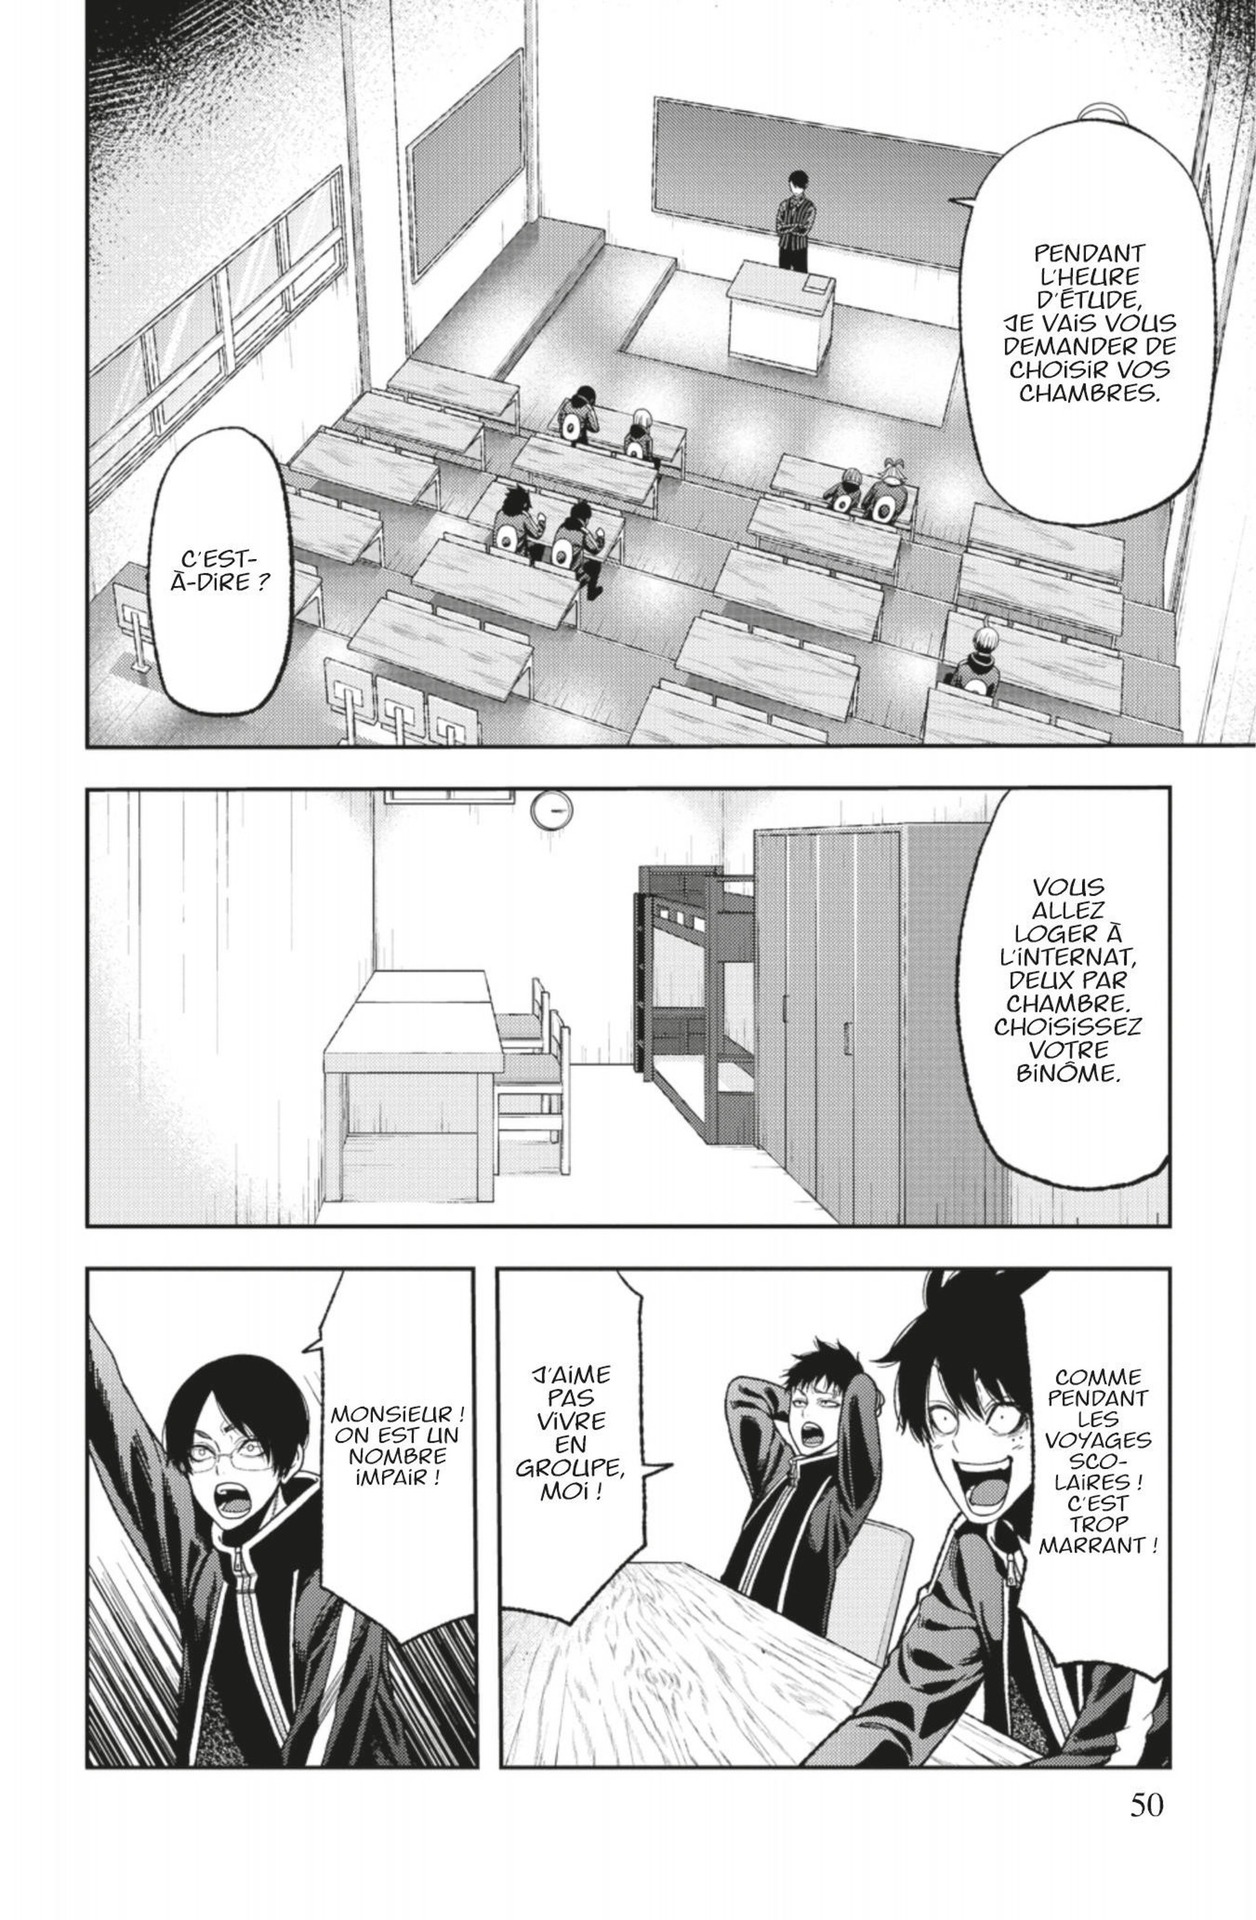 PENDANT
L'HEURE
D'ÉTUDE,
JE VAIS VOUS
DEMANDER DE
CHOISIR VOS
CHAMBRES.
C'EST-
À-DIRE ?
VOUS
ALLEZ
LOGER À
L'INTERNAT,
DEUX PAR
CHAMBRE.
CHOISISSEZ
VOTRE
BINÔME.
COMME
PENDANT
LES
VOYAGES
SCO-
LAIRES !
C'EST
TROP
MARRANT !
J'AIME
PAS
VIVRE
EN
GROUPE,
MOI !
MONSIEUR !
ON EST UN
NOMBRE
IMPAIR !
50